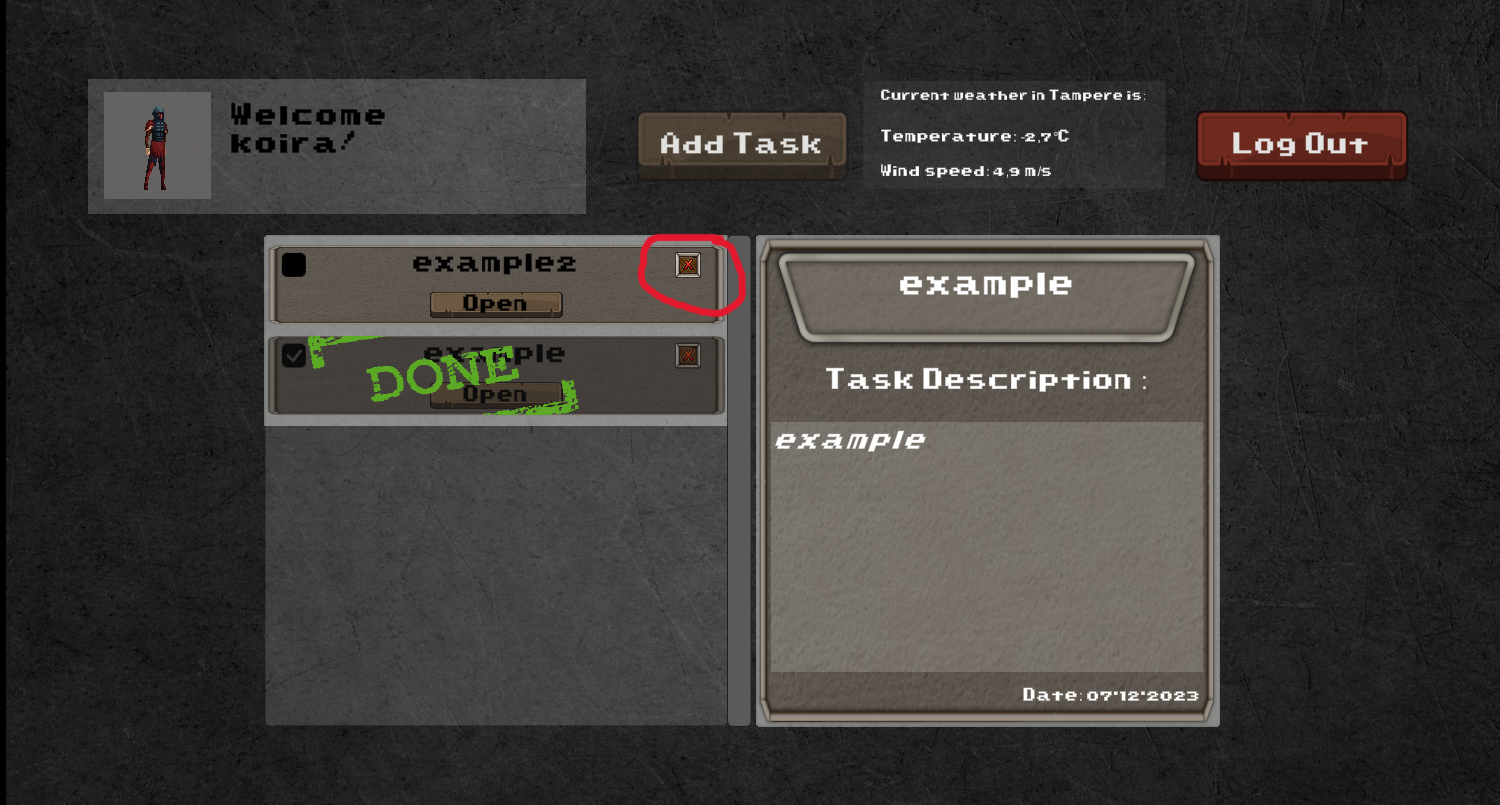 Welcome
koira!
Add Task
Current weather in Tampere is:
Temperature: -2,7°C
Wind speed: 4,9 m/s
Log Out
example2
Open
example
DONE
Open
example
Task Description :
example
Date: 07'12'2023